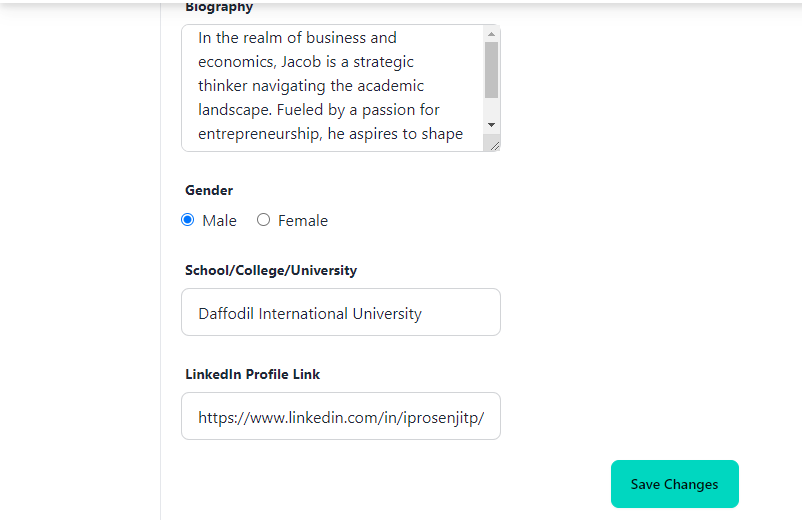 Biography
In the realm of business and
economics, Jacob is a strategic
thinker navigating the academic
landscape. Fueled by a passion for
entrepreneurship, he aspires to shape
Gender
Male Female
School/College/University
Daffodil International University
LinkedIn Profile Link
https://www.linkedin.com/in/iprosenjitp/
Save Changes